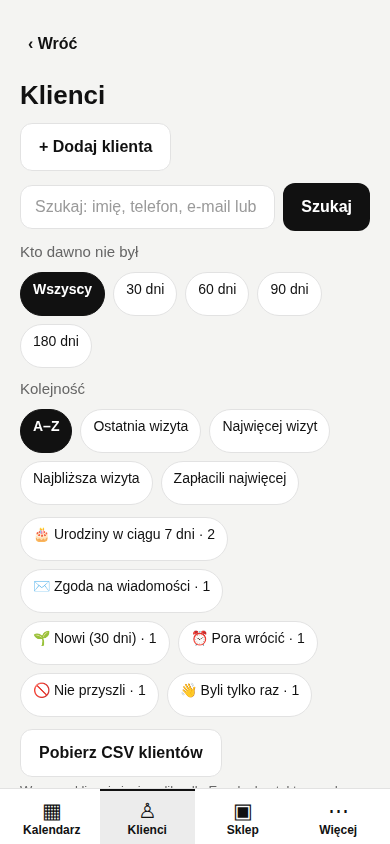 ‹ Wróć
Klienci
+ Dodaj klienta
Szukaj: imię, telefon, e-mail lub
Szukaj
Kto dawno nie był
Wszyscy
30 dni
60 dni
90 dni
180 dni
Kolejność
A–Z
Ostatnia wizyta
Najwięcej wizyt
Najbliższa wizyta
Zapłacili najwięcej
🎂 Urodziny w ciągu 7 dni · 2
✉️ Zgoda na wiadomości · 1
🌱 Nowi (30 dni) · 1
⏰ Pora wrócić · 1
🚫 Nie przyszli · 1
👋 Byli tylko raz · 1
Pobierz CSV klientów
Kalendarz
Klienci
Sklep
Więcej